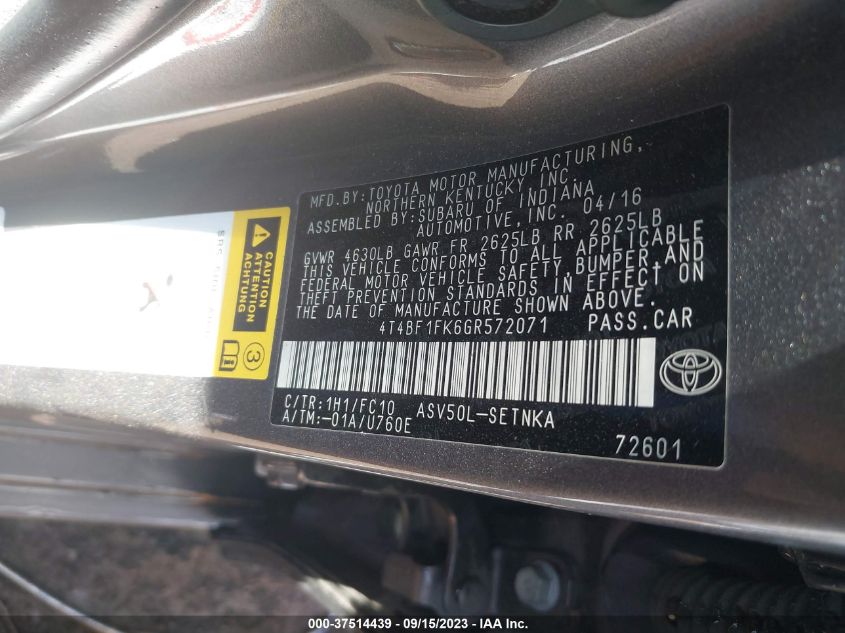 MFD.BY:TOYOTA MOTOR MANUFACTURING,
NORTHERN KENTUCKY INC
ASSEMBLED BY:SUBARU OF INDIANA
AUTOMOTIVE, INC. 04/16
GVWR 4630LB GAWR FR 2625LB RR 2625LB
THIS VEHICLE CONFORMS TO ALL APPLICABLE
FEDERAL MOTOR VEHICLE SAFETY,BUMPER,AND
THEFT PREVENTION STANDARDS IN EFFECT ON
THE DATE OF MANUFACTURE SHOWN ABOVE.
4T4BF1FK6GR572071 PASS.CAR
C/TR:1H1/FC10 ASV50L-SETNKA
A/TM:-01A/U760E
72601
CAUTION
ATTENTION
ACHTUNG
3
000-37514439 - 09/15/2023 - IAA Inc.